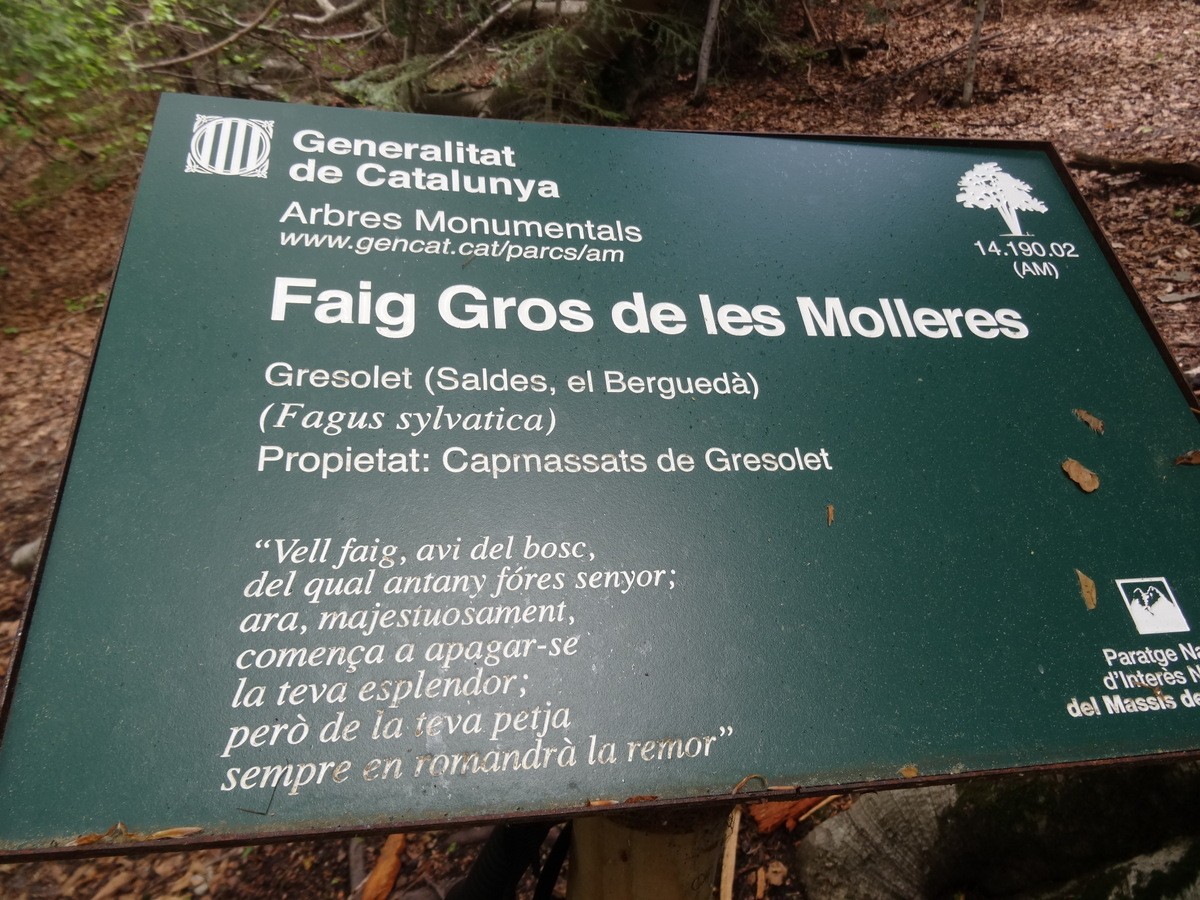 Generalitat
de Catalunya
Arbres Monumentals
www.gencat.cat/parcs/am
14.190.02
(AM)
Faig Gros de les Molleres
Gresolet (Saldes, el Berguedà)
(Fagus sylvatica)
Propietat: Capmassats de Gresolet
“Vell faig, avi del bosc,
del qual antany fóres senyor;
ara, majestuosament,
comença a apagar-se
la teva esplendor;
però de la teva petja
sempre en romandrà la remor”
Paratge Na
d'Interès N
del Massís de